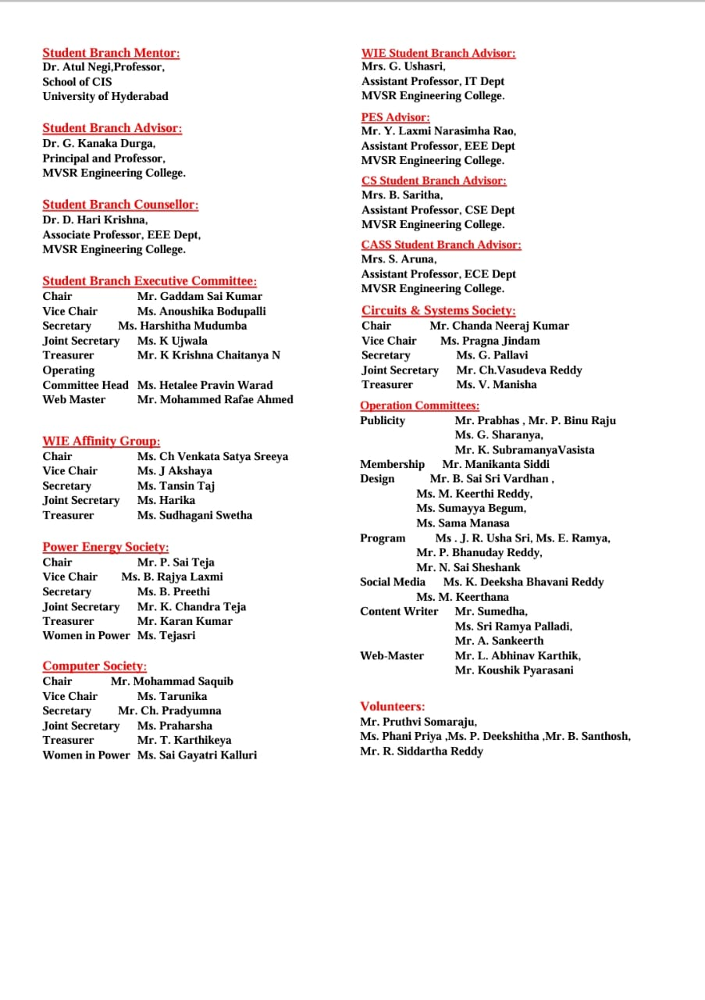 Student Branch Mentor:
Dr. Atul Negi,Professor,
School of CIS
University of Hyderabad
Student Branch Advisor:
Dr. G. Kanaka Durga,
Principal and Professor,
MVSR Engineering College.
Student Branch Counsellor:
Dr. D. Hari Krishna,
Associate Professor, EEE Dept,
MVSR Engineering College.
Student Branch Executive Committee:
Chair Mr. Gaddam Sai Kumar
Vice Chair Ms. Anoushika Bodupalli
Secretary Ms. Harshitha Mudumba
Joint Secretary Ms. K Ujwala
Treasurer Mr. K Krishna Chaitanya N
Operating
Committee Head Ms. Hetalee Pravin Warad
Web Master Mr. Mohammed Rafae Ahmed
WIE Affinity Group:
Chair Ms. Ch Venkata Satya Sreeya
Vice Chair Ms. J Akshaya
Secretary Ms. Tansin Taj
Joint Secretary Ms. Harika
Treasurer Ms. Sudhagani Swetha
Power Energy Society:
Chair Mr. P. Sai Teja
Vice Chair Ms. B. Rajya Laxmi
Secretary Ms. B. Preethi
Joint Secretary Mr. K. Chandra Teja
Treasurer Mr. Karan Kumar
Women in Power Ms. Tejasri
Computer Society:
Chair Mr. Mohammad Saquib
Vice Chair Ms. Tarunika
Secretary Mr. Ch. Pradyumna
Joint Secretary Ms. Praharsha
Treasurer Mr. T. Karthikeya
Women in Power Ms. Sai Gayatri Kalluri
WIE Student Branch Advisor:
Mrs. G. Ushasri,
Assistant Professor, IT Dept
MVSR Engineering College.
PES Advisor:
Mr. Y. Laxmi Narasimha Rao,
Assistant Professor, EEE Dept
MVSR Engineering College.
CS Student Branch Advisor:
Mrs. B. Saritha,
Assistant Professor, CSE Dept
MVSR Engineering College.
CASS Student Branch Advisor:
Mrs. S. Aruna,
Assistant Professor, ECE Dept
MVSR Engineering College.
Circuits & Systems Society:
Chair Mr. Chanda Neeraj Kumar
Vice Chair Ms. Pragna Jindam
Secretary Ms. G. Pallavi
Joint Secretary Mr. Ch.Vasudeva Reddy
Treasurer Ms. V. Manisha
Operation Committees:
Publicity Mr. Prabhas , Mr. P. Binu Raju
Ms. G. Sharanya,
Mr. K. SubramanyaVasista
Membership Mr. Manikanta Siddi
Design Mr. B. Sai Sri Vardhan ,
Ms. M. Keerthi Reddy,
Ms. Sumayya Begum,
Ms. Sama Manasa
Program Ms . J. R. Usha Sri, Ms. E. Ramya,
Mr. P. Bhanuday Reddy,
Mr. N. Sai Sheshank
Social Media Ms. K. Deeksha Bhavani Reddy
Ms. M. Keerthana
Content Writer Mr. Sumedha,
Ms. Sri Ramya Palladi,
Mr. A. Sankeerth
Web-Master Mr. L. Abhinav Karthik,
Mr. Koushik Pyarasani
Volunteers:
Mr. Pruthvi Somaraju,
Ms. Phani Priya ,Ms. P. Deekshitha ,Mr. B. Santhosh,
Mr. R. Siddartha Reddy